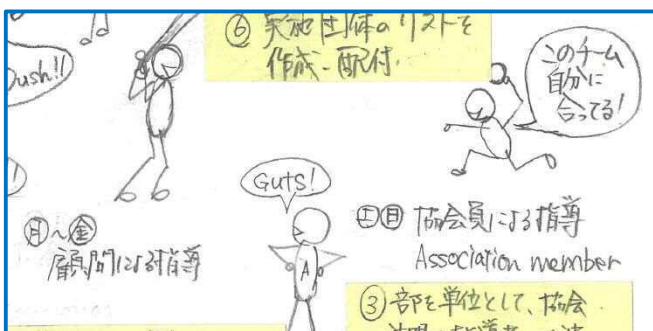 ⑥ 実施団体のリストを
作成・配付.
Dush!!
このチーム
自分に
合ってる!
Guts!
月~金
顧問による指導
土日 協会員による指導
Association member
A
③ 部を単位として、協会